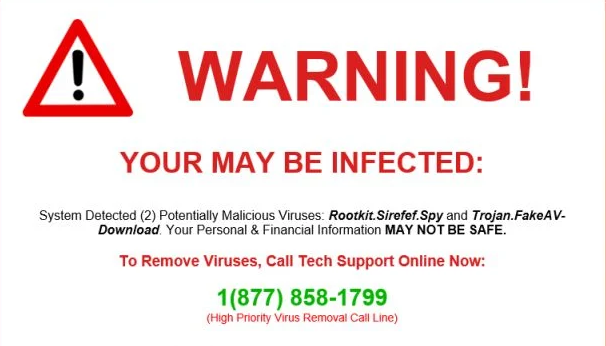 WARNING!
YOUR MAY BE INFECTED:
System Detected (2) Potentially Malicious Viruses: Rootkit.Sirefef.Spy and Trojan.FakeAV-
Download. Your Personal & Financial Information MAY NOT BE SAFE.
To Remove Viruses, Call Tech Support Online Now:
1(877) 858-1799
(High Priority Virus Removal Call Line)